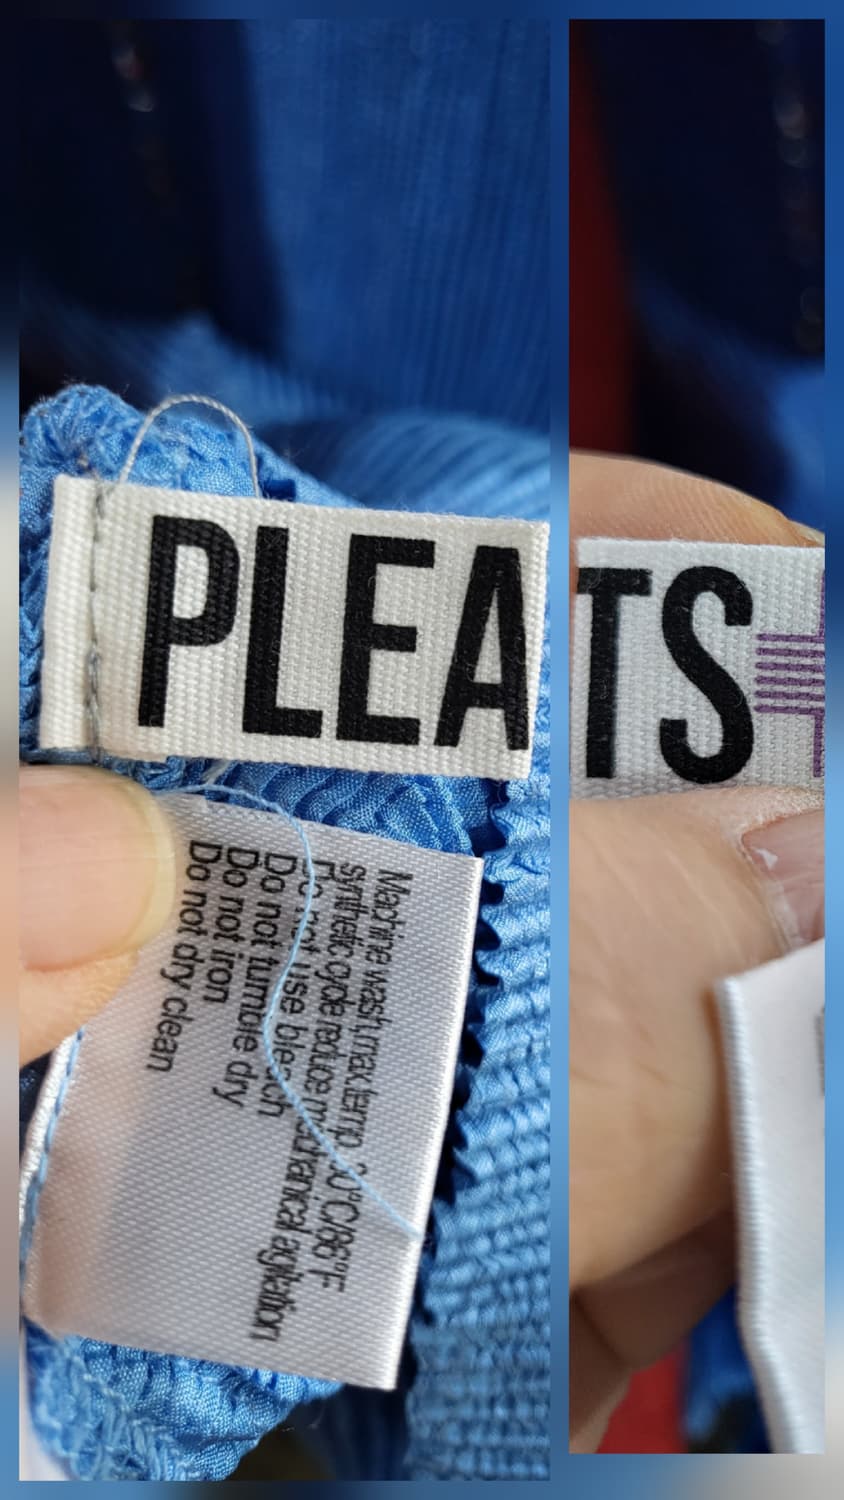 PLEA
TS
Machine wash, max temp 30°C/86°F
synthetic cycle reduce mechanical agitation
Do not use bleach
Do not tumble dry
Do not iron
Do not dry clean